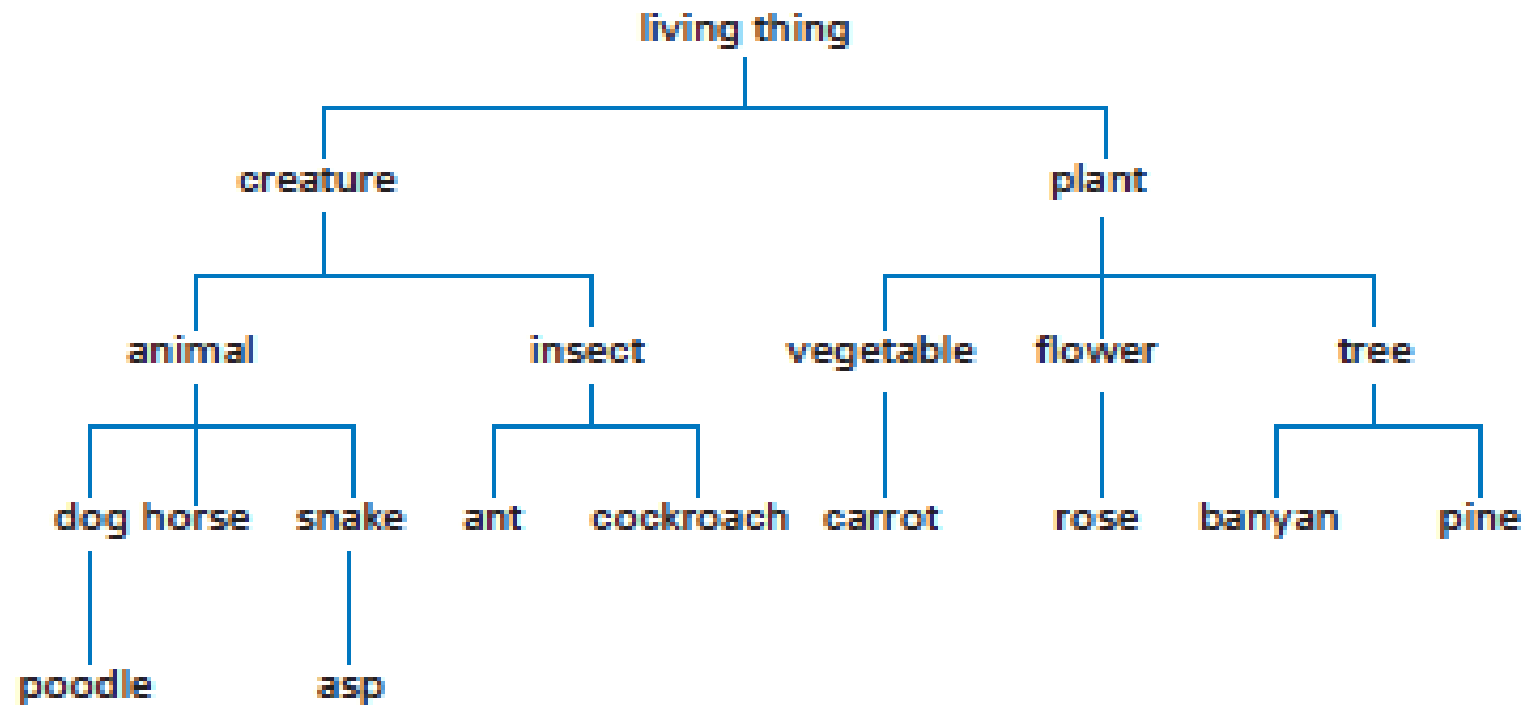 living thing
creature plant
animal insect vegetable flower tree
dog horse snake ant cockroach carrot rose banyan pine
poodle asp